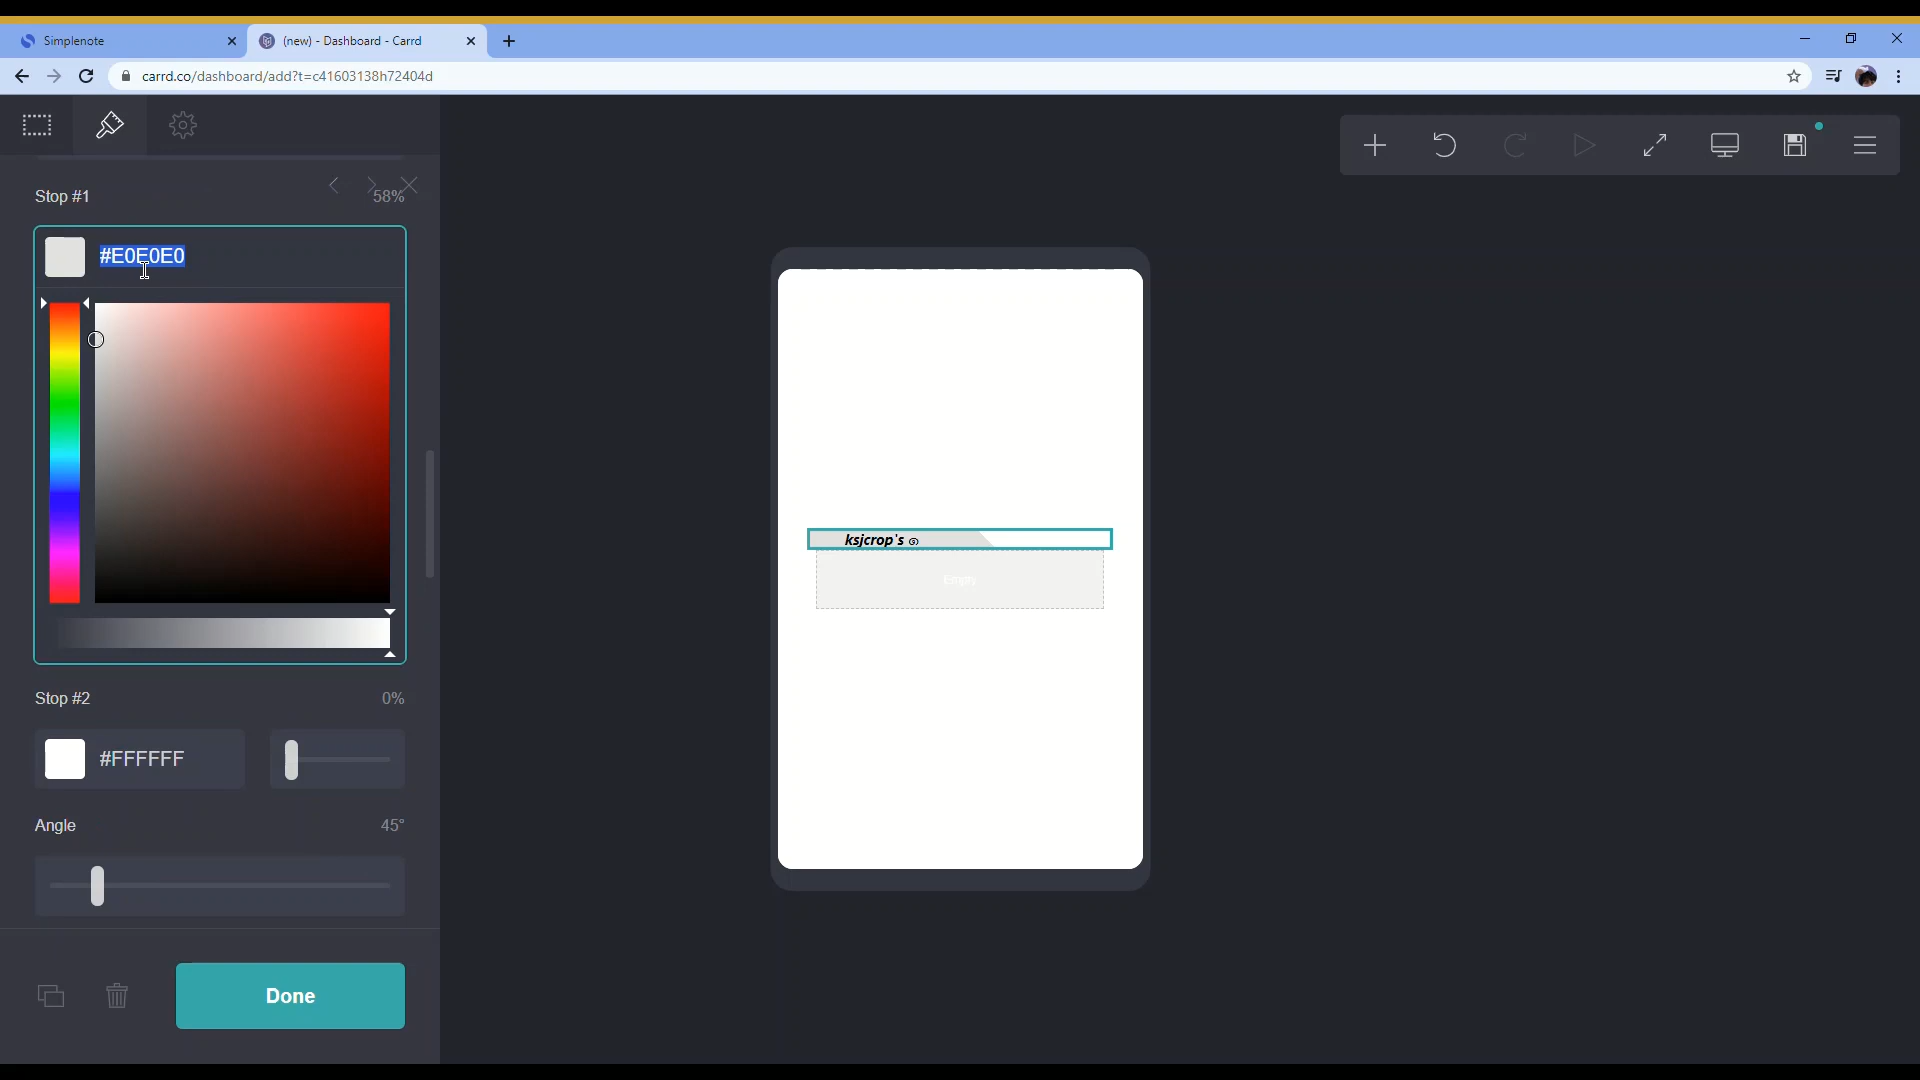 Simplenote
(new) - Dashboard - Carrd
carrd.co/dashboard/add?t=c41603138h72404d
Stop #1
58%
#E0E0E0
Stop #2
0%
#FFFFFF
Angle
45°
Done
ksjcrop's
Empty